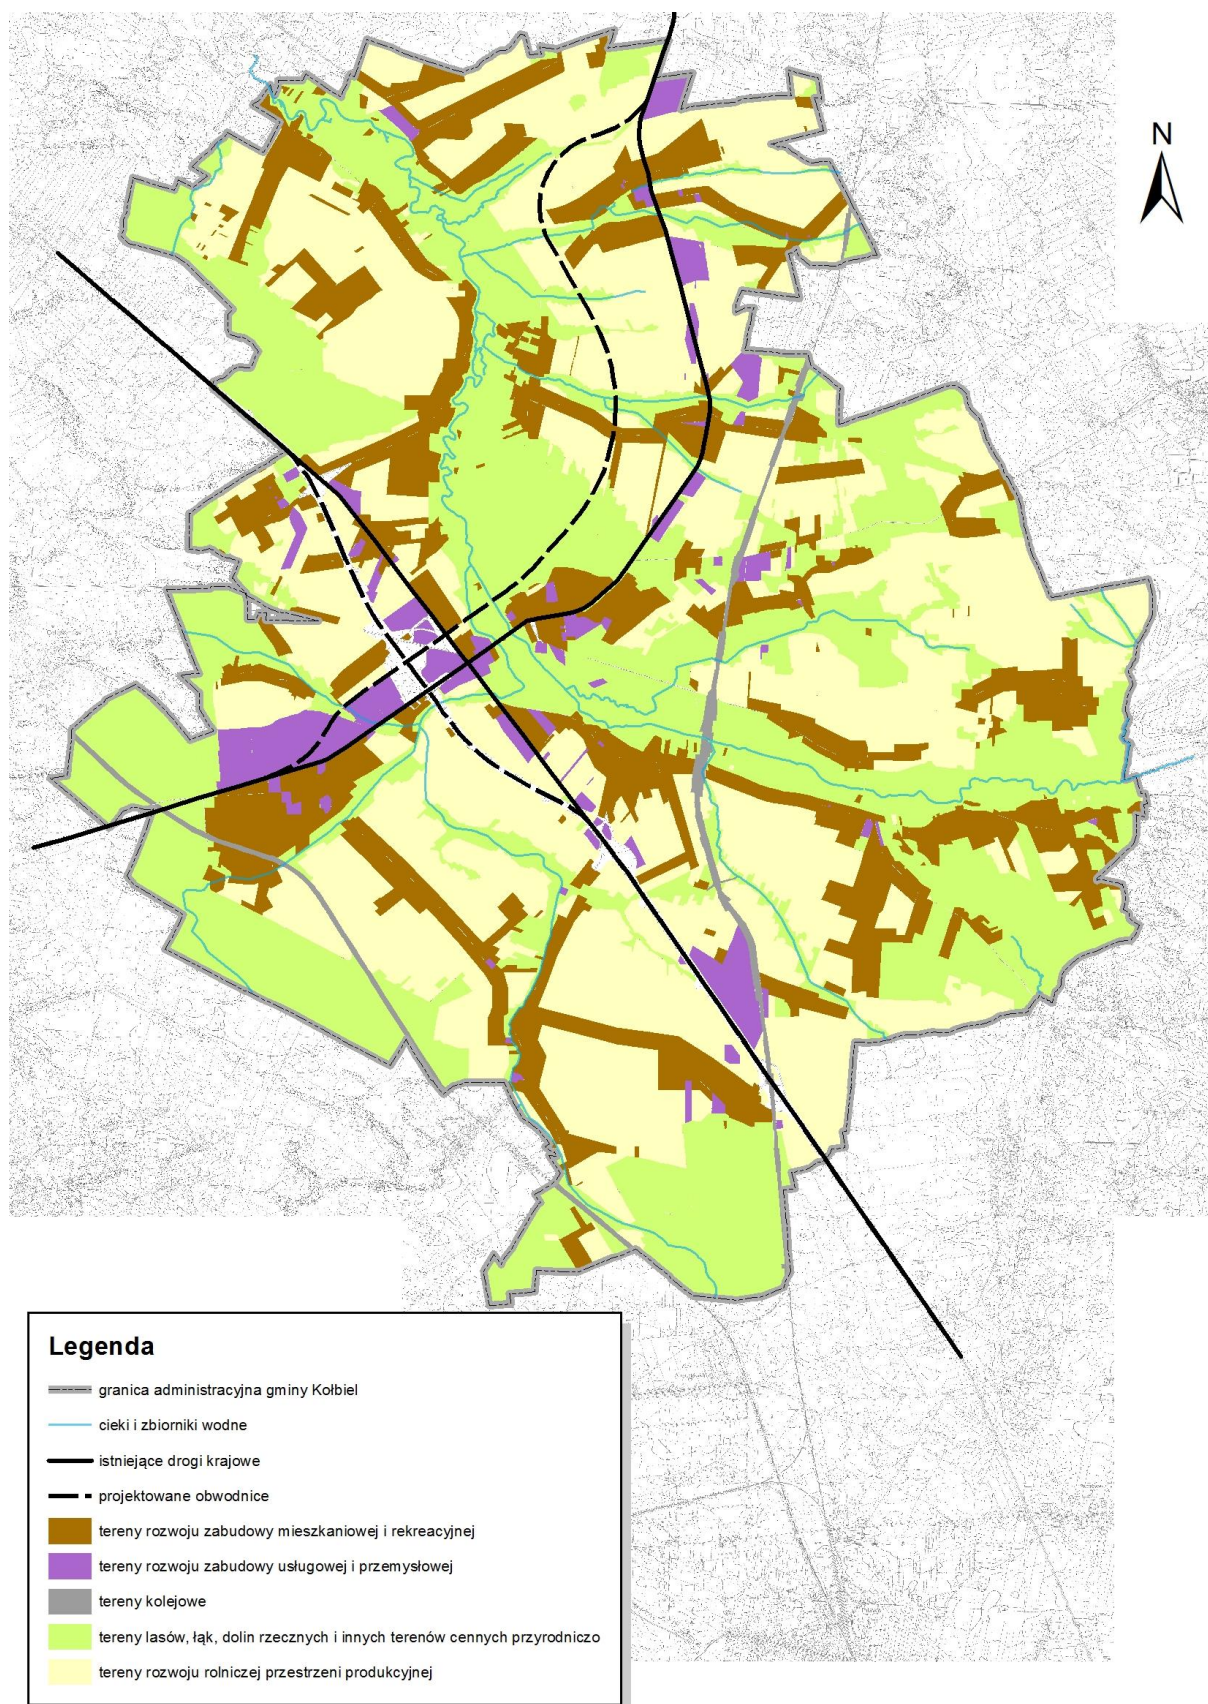 N
Legenda
granica administracyjna gminy Kołbiel
cieki i zbiorniki wodne
istniejące drogi krajowe
projektowane obwodnice
tereny rozwoju zabudowy mieszkaniowej i rekreacyjnej
tereny rozwoju zabudowy usługowej i przemysłowej
tereny kolejowe
tereny lasów, łąk, dolin rzecznych i innych terenów cennych przyrodniczo
tereny rozwoju rolniczej przestrzeni produkcyjnej